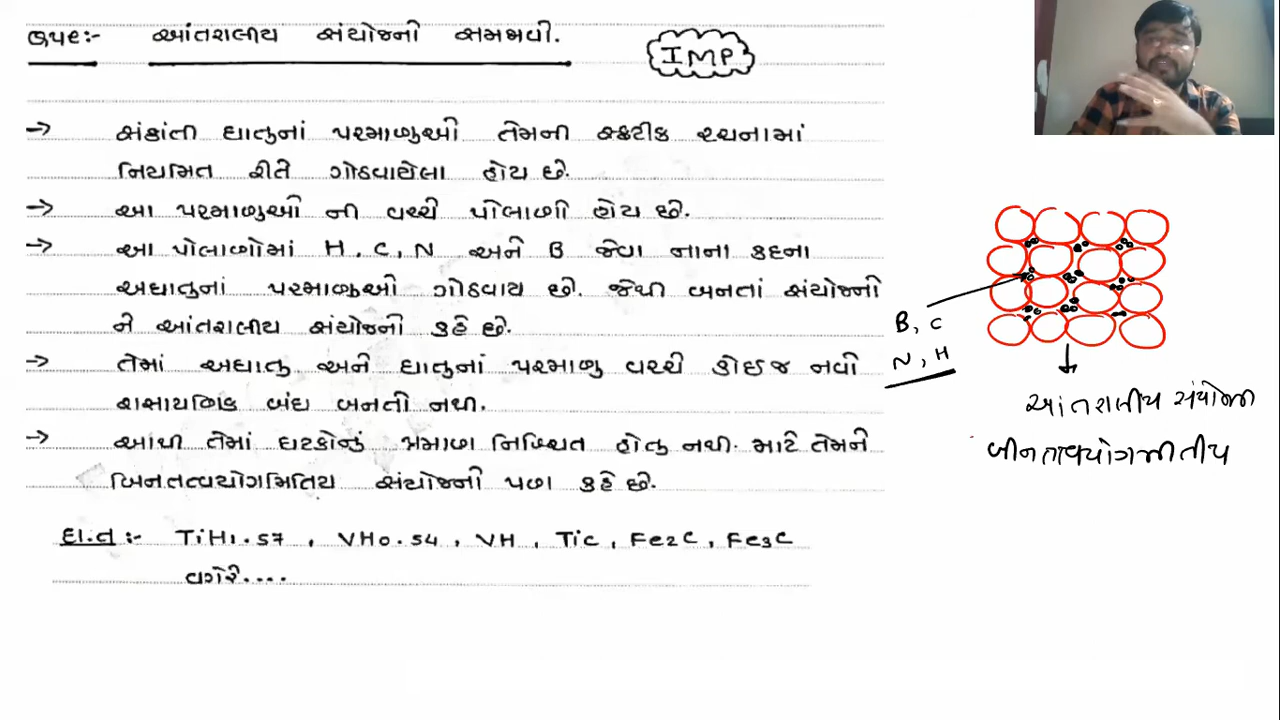 જીપ૯:- આંતરાલીય સંયોજનો સમજાવો.
IMP
→ સંક્રાંતી ધાતુનાં પરમાણુઓ તેમની સ્ફટીક રચનામાં
નિયમિત રીતે ગોઠવાયેલા હોય છે.
→ આ પરમાણુઓ ની વચ્ચે પોલાણો હોય છે.
→ આ પોલાણોમાં H, C, N અને B જેવા નાના કદના
અધાતુનાં પરમાણુઓ ગોઠવાય છે. જેથી બનતાં સંયોજનો
ને આંતરાલીય સંયોજનો કહે છે.
→ તેમાં અધાતુ અને ધાતુનાં પરમાણુ વચ્ચે કોઈજ નવો
રાસાયણિક બંધ બનતો નથી.
→ આથી તેમાં ઘટકોનું પ્રમાણ નિશ્ચિત હોતુ નથી. માટે તેમને
બિનતત્વયોગમિતિય સંયોજનો પણ કહે છે.
દા.ત :- TiH1.57 , VH0.54 , VH , TiC , Fe2C , Fe3C
વગેરે....
B, C
N, H
આંતરાલીય સંયોજન
બીનતત્વયોગમીતીય